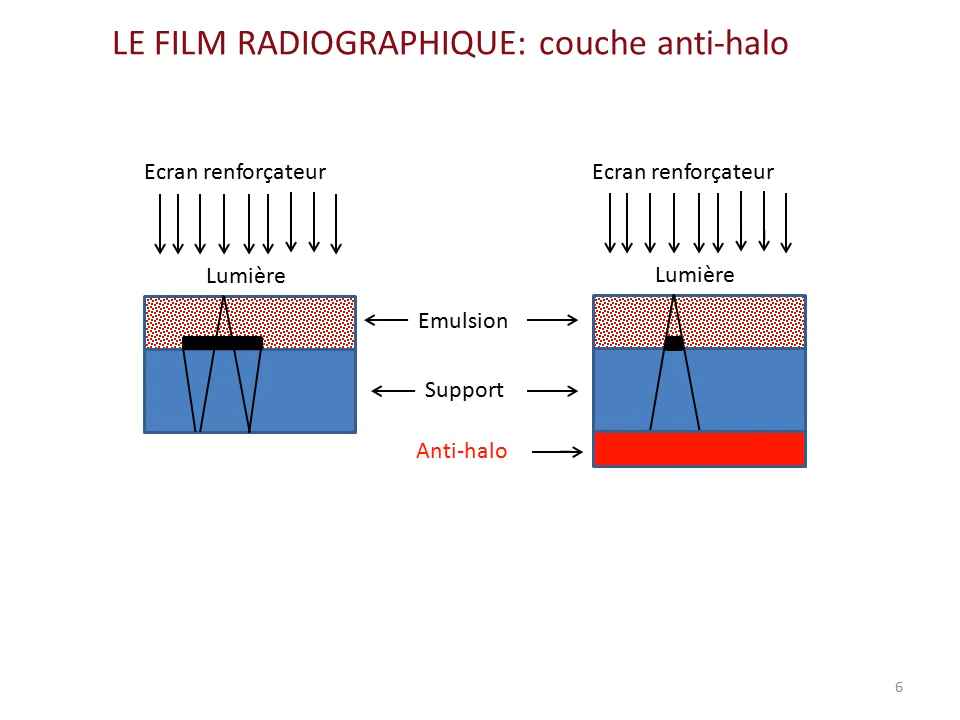 LE FILM RADIOGRAPHIQUE: couche anti-halo
Ecran renforçateur
Ecran renforçateur
Lumière
Lumière
Emulsion
Support
Anti-halo
6